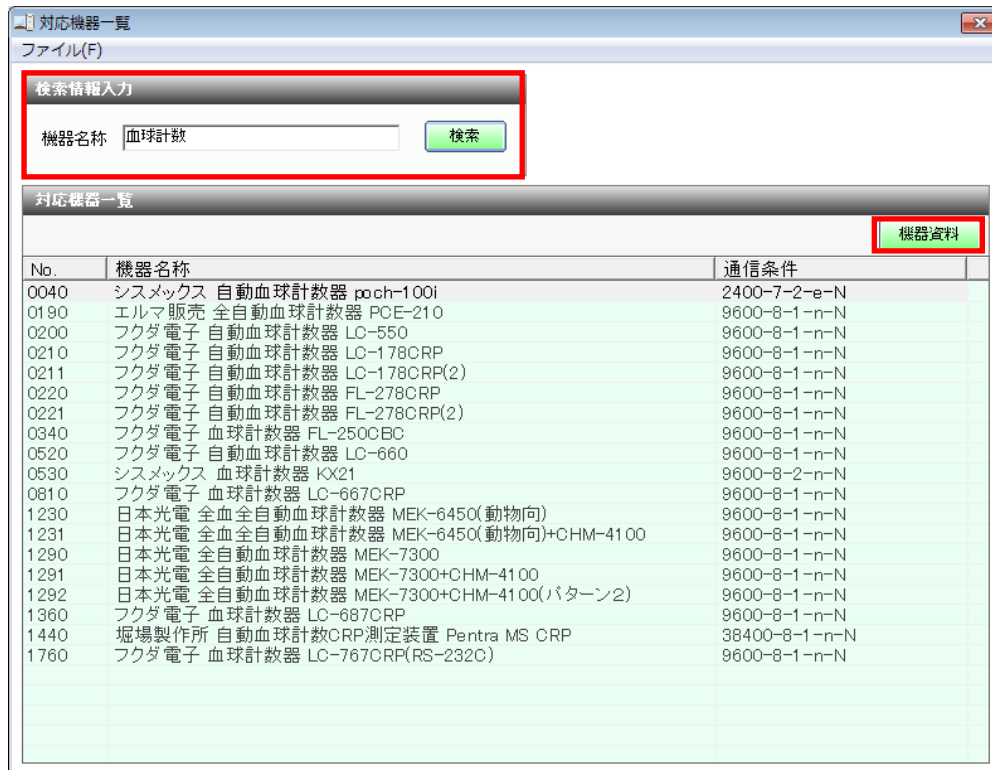 対応機器一覧
ファイル(F)
検索情報入力
機器名称 血球計数 検索
対応機器一覧
機器資料
No. 機器名称 通信条件
0040 シスメックス 自動血球計数器 poch-100i 2400-7-2-e-N
0190 エルマ販売 全自動血球計数器 PCE-210 9600-8-1-n-N
0200 フクダ電子 自動血球計数器 LC-550 9600-8-1-n-N
0210 フクダ電子 自動血球計数器 LC-178CRP 9600-8-1-n-N
0211 フクダ電子 自動血球計数器 LC-178CRP(2) 9600-8-1-n-N
0220 フクダ電子 自動血球計数器 FL-278CRP 9600-8-1-n-N
0221 フクダ電子 自動血球計数器 FL-278CRP(2) 9600-8-1-n-N
0340 フクダ電子 血球計数器 FL-250CBC 9600-8-1-n-N
0520 フクダ電子 自動血球計数器 LC-660 9600-8-1-n-N
0530 シスメックス 血球計数器 KX21 9600-8-2-n-N
0810 フクダ電子 血球計数器 LC-667CRP 9600-8-1-n-N
1230 日本光電 全血全自動血球計数器 MEK-6450(動物向) 9600-8-1-n-N
1231 日本光電 全血全自動血球計数器 MEK-6450(動物向)+CHM-4100 9600-8-1-n-N
1290 日本光電 全自動血球計数器 MEK-7300 9600-8-1-n-N
1291 日本光電 全自動血球計数器 MEK-7300+CHM-4100 9600-8-1-n-N
1292 日本光電 全自動血球計数器 MEK-7300+CHM-4100(パターン2) 9600-8-1-n-N
1360 フクダ電子 血球計数器 LC-687CRP 9600-8-1-n-N
1440 堀場製作所 自動血球計数CRP測定装置 Pentra MS CRP 38400-8-1-n-N
1760 フクダ電子 血球計数器 LC-767CRP(RS-232C) 9600-8-1-n-N